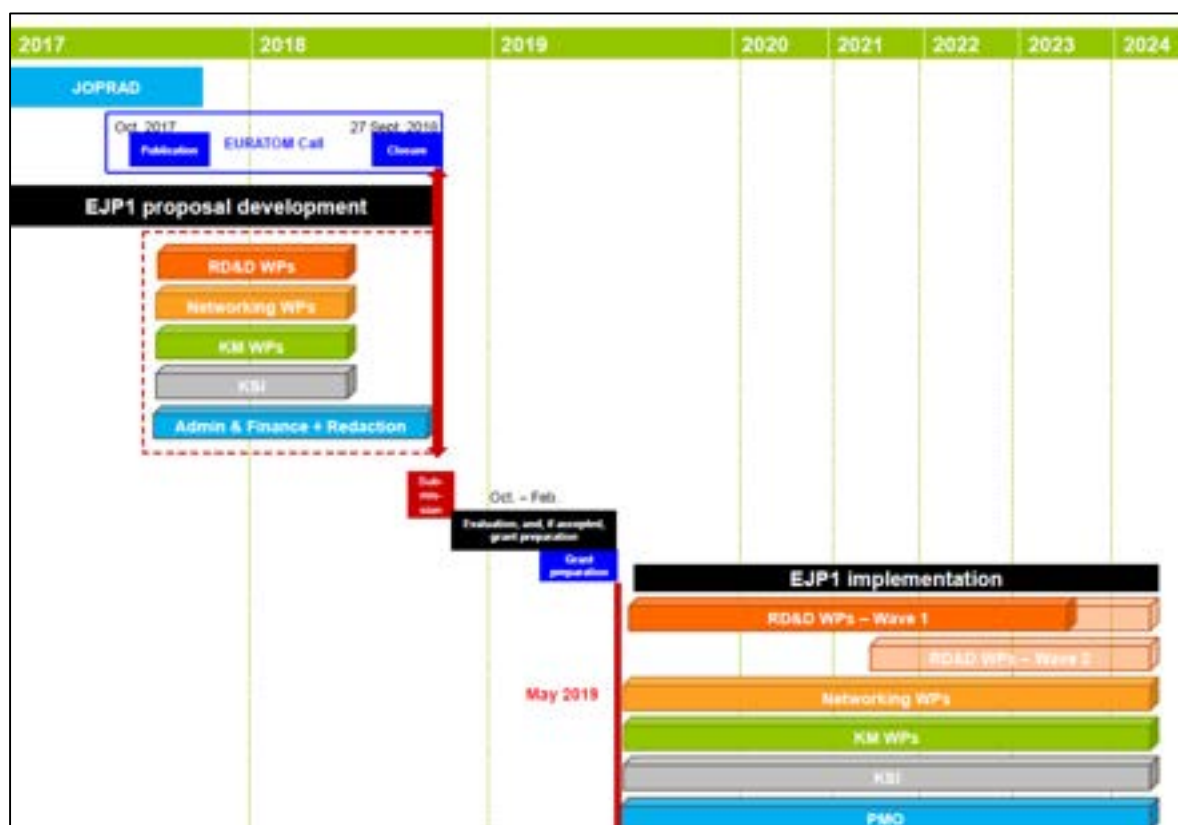 2017 2018 2019 2020 2021 2022 2023 2024
JOPRAD
Oct. 2017
27 Sept. 2018
Publication
EURATOM Call
Closure
EJP1 proposal development
RD&D WPs
Networking WPs
KM WPs
KSI
Admin & Finance + Redaction
Sub-
mis-
sion
Oct. – Feb.
Evaluation, and, if accepted,
grant preparation
Grant
preparation
EJP1 implementation
RD&D WPs – Wave 1
RD&D WPs – Wave 2
May 2019
Networking WPs
KM WPs
KSI
PMO